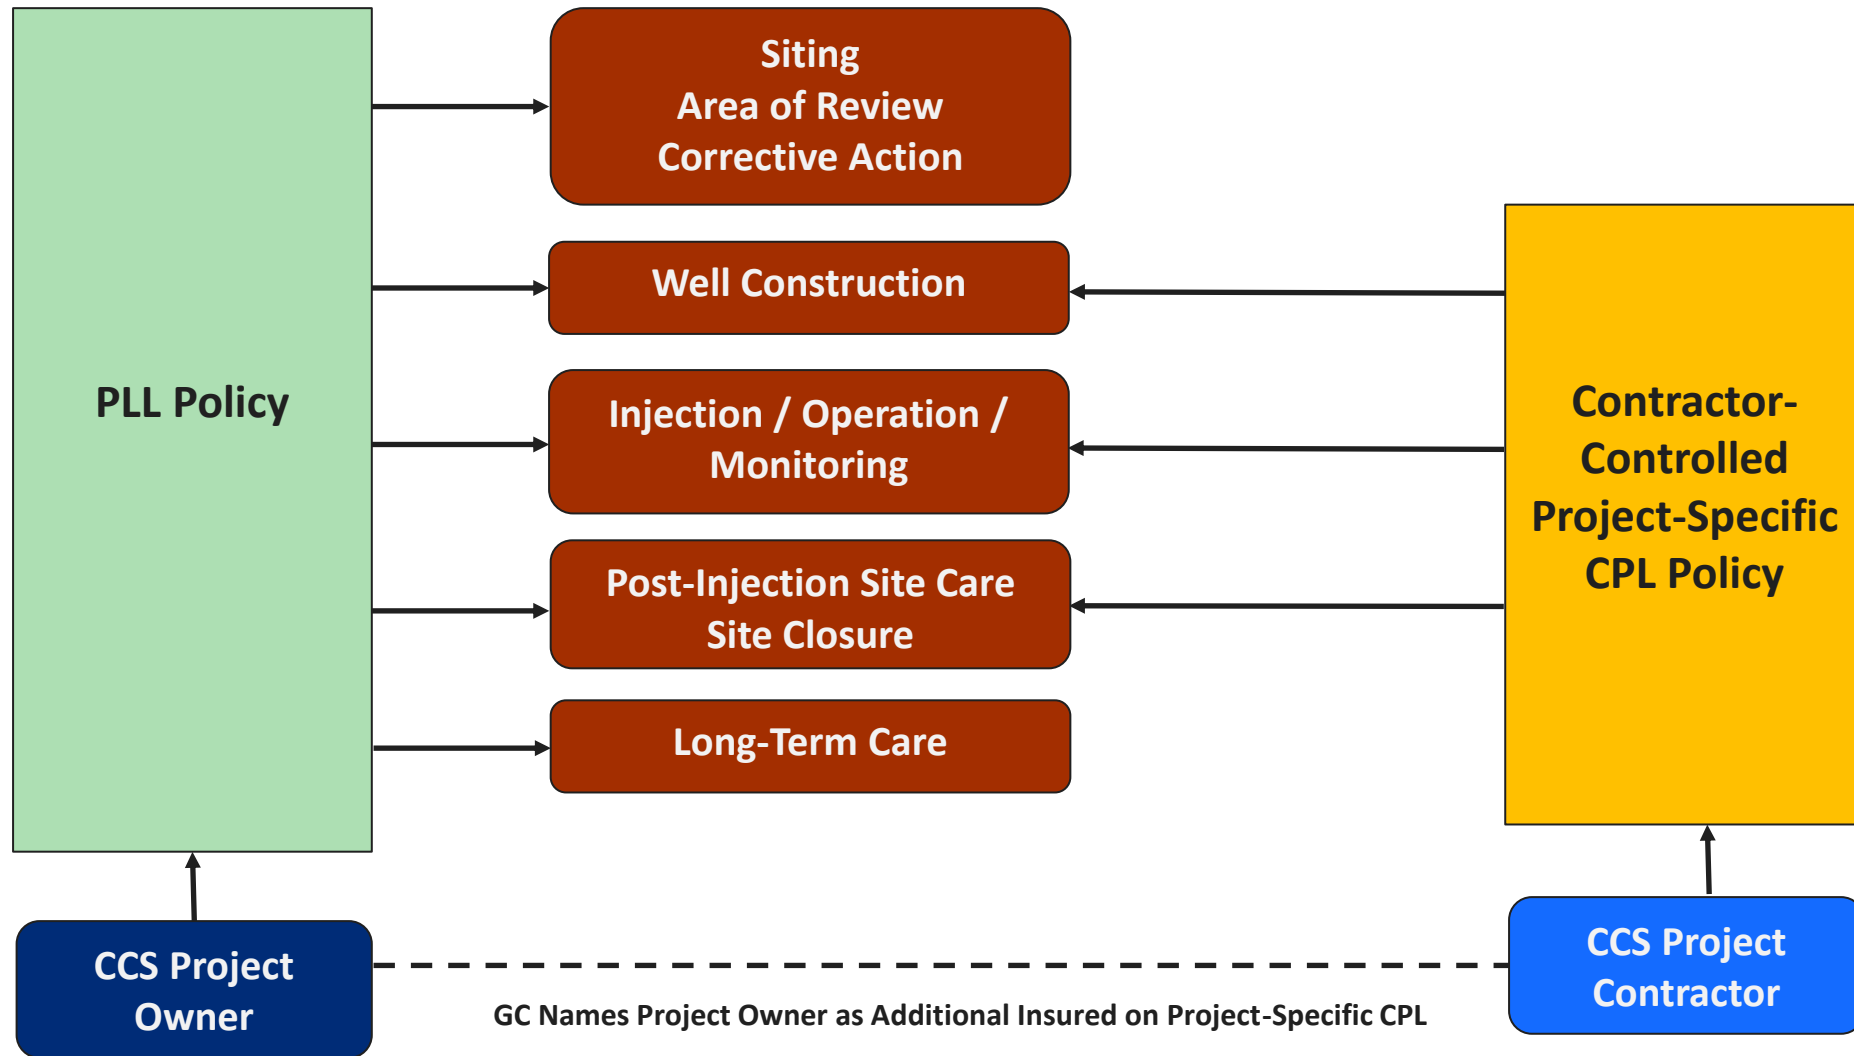 Siting
Area of Review
Corrective Action
Well Construction
PLL Policy
Injection / Operation /
Monitoring
Contractor-
Controlled
Project-Specific
CPL Policy
Post-Injection Site Care
Site Closure
Long-Term Care
CCS Project
Owner
GC Names Project Owner as Additional Insured on Project-Specific CPL
CCS Project
Contractor